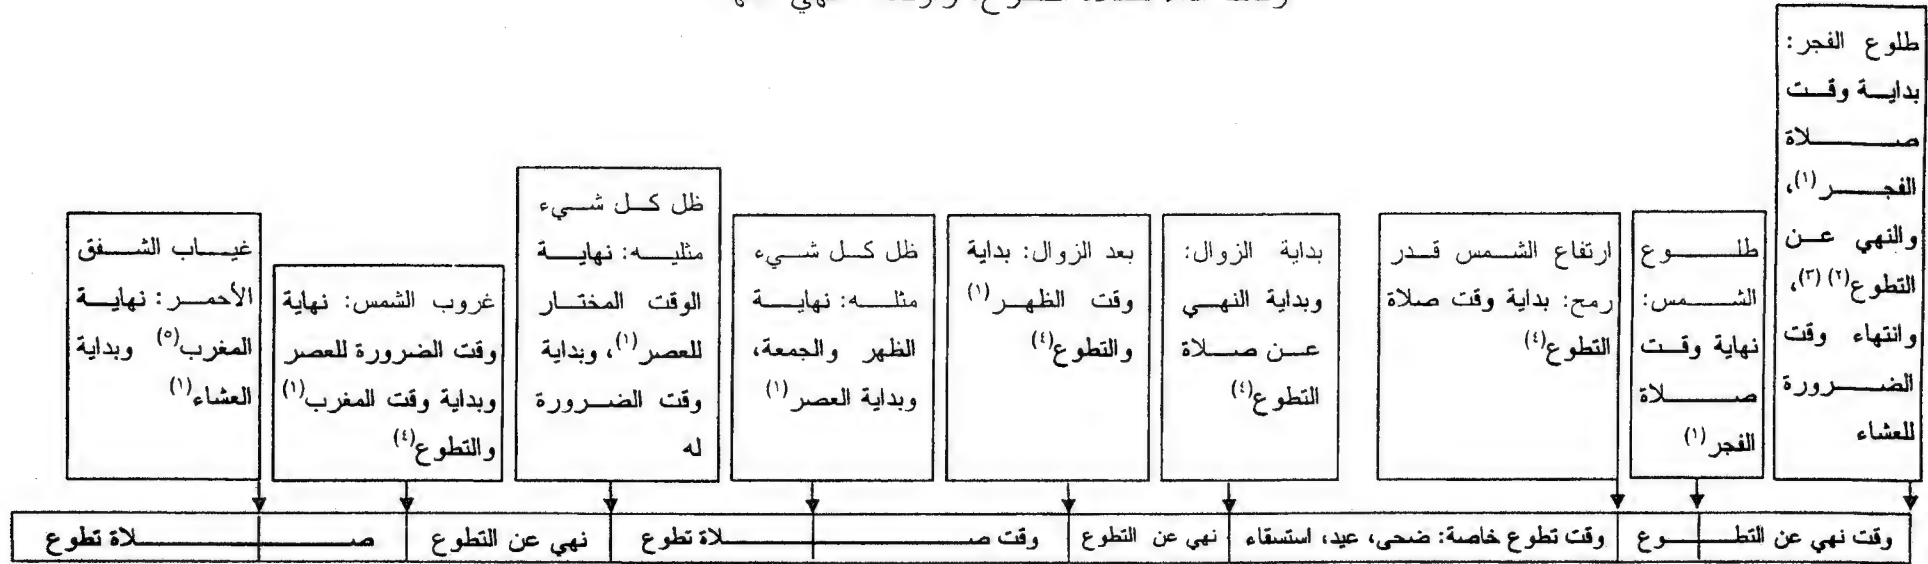 طلوع الفجر:
بداية وقت
صلاة
الفجر (١)،
والنهي عن
التطوع(٢) (٣)،
وانتهاء وقت
الضرورة
للعشاء
طلوع
الشمس:
نهاية وقت
صلاة
الفجر (١)
ارتفاع الشمس قدر
رمح: بداية وقت صلاة
التطوع(٤)
بداية الزوال:
وبداية النهي
عن صلاة
التطوع(٤)
بعد الزوال: بداية
وقت الظهر(١)
والتطوع(٤)
ظل كل شيء
مثله: نهاية
الظهر والجمعة،
وبداية العصر(١)
ظل كل شيء
مثليه: نهاية
الوقت المختار
للعصر(١)، وبداية
وقت الضرورة
له
غروب الشمس: نهاية
وقت الضرورة للعصر
وبداية وقت المغرب(١)
والتطوع(٤)
غياب الشفق
الأحمر: نهاية
المغرب(٥) وبداية
العشاء(١)
وقت نهي عن التطوع
وقت تطوع خاصة: ضحى، عيد، استسقاء
نهي عن التطوع
وقت صلاة تطوع
نهي عن التطوع
صلاة تطوع